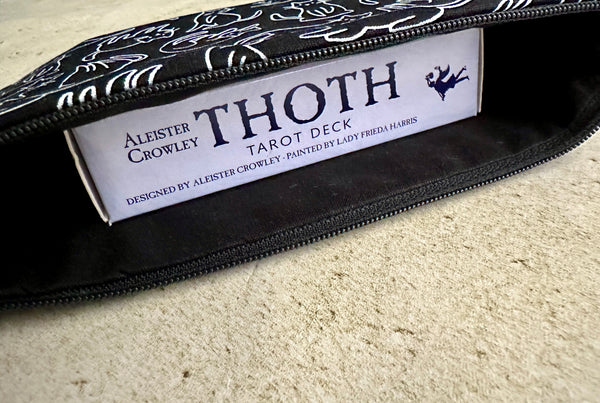 ALEISTER
CROWLEY
THOTH
TAROT DECK
DESIGNED BY ALEISTER CROWLEY · PAINTED BY LADY FRIEDA HARRIS